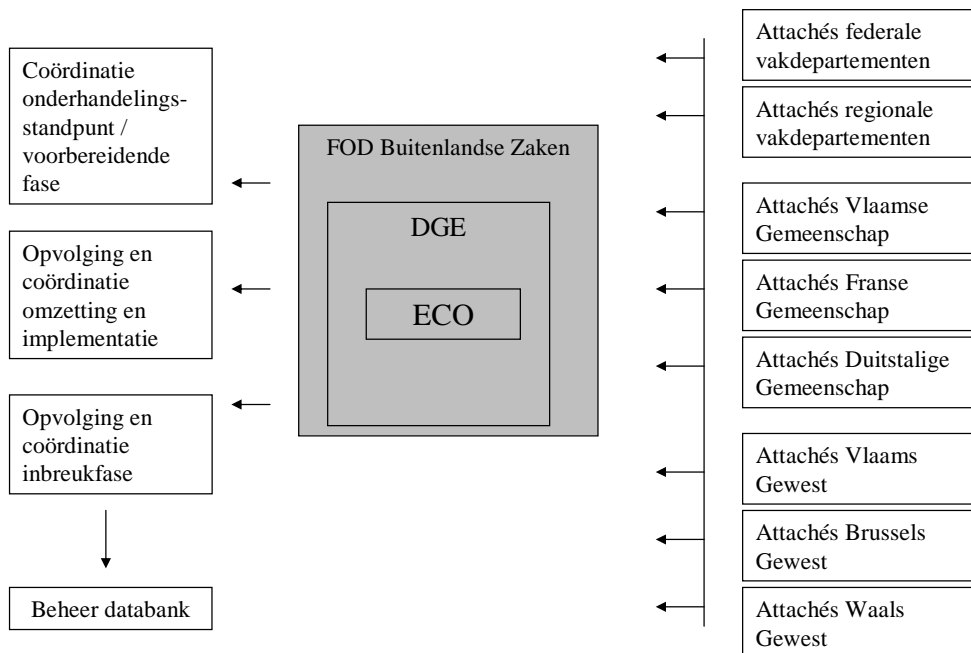 Coördinatie
onderhandelings-
standpunt /
voorbereidende
fase
Opvolging en
coördinatie
omzetting en
implementatie
Opvolging en
coördinatie
inbreukfase
Beheer databank
FOD Buitenlandse Zaken
DGE
ECO
Attachés federale
vakdepartementen
Attachés regionale
vakdepartementen
Attachés Vlaamse
Gemeenschap
Attachés Franse
Gemeenschap
Attachés Duitstalige
Gemeenschap
Attachés Vlaams
Gewest
Attachés Brussels
Gewest
Attachés Waals
Gewest